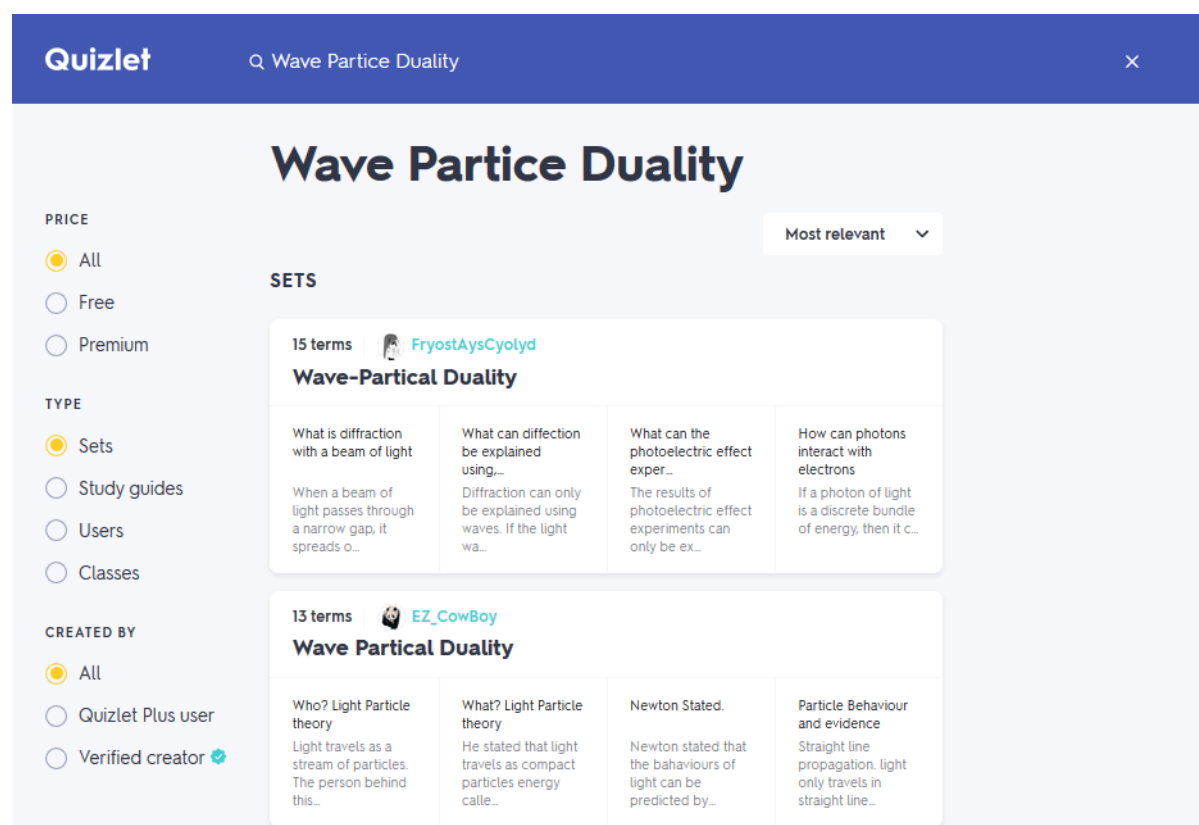 Quizlet
Wave Partice Duality
Wave Partice Duality
PRICE
All
Free
Premium
TYPE
Sets
Study guides
Users
Classes
CREATED BY
All
Quizlet Plus user
Verified creator
Most relevant
SETS
15 terms FryostAysCyolyd
Wave-Partical Duality
What is diffraction
with a beam of light
When a beam of
light passes through
a narrow gap, it
spreads o...
What can diffection
be explained
using,...
Diffraction can only
be explained using
waves. If the light
wa...
What can the
photoelectric effect
exper...
The results of
photoelectric effect
experiments can
only be ex...
How can photons
interact with
electrons
If a photon of light
is a discrete bundle
of energy, then it c...
13 terms EZ_CowBoy
Wave Partical Duality
Who? Light Particle
theory
Light travels as a
stream of particles.
The person behind
this...
What? Light Particle
theory
He stated that light
travels as compact
particles energy
calle...
Newton Stated.
Newton stated that
the bahaviours of
light can be
predicted by...
Particle Behaviour
and evidence
Straight line
propagation. light
only travels in
straight line...